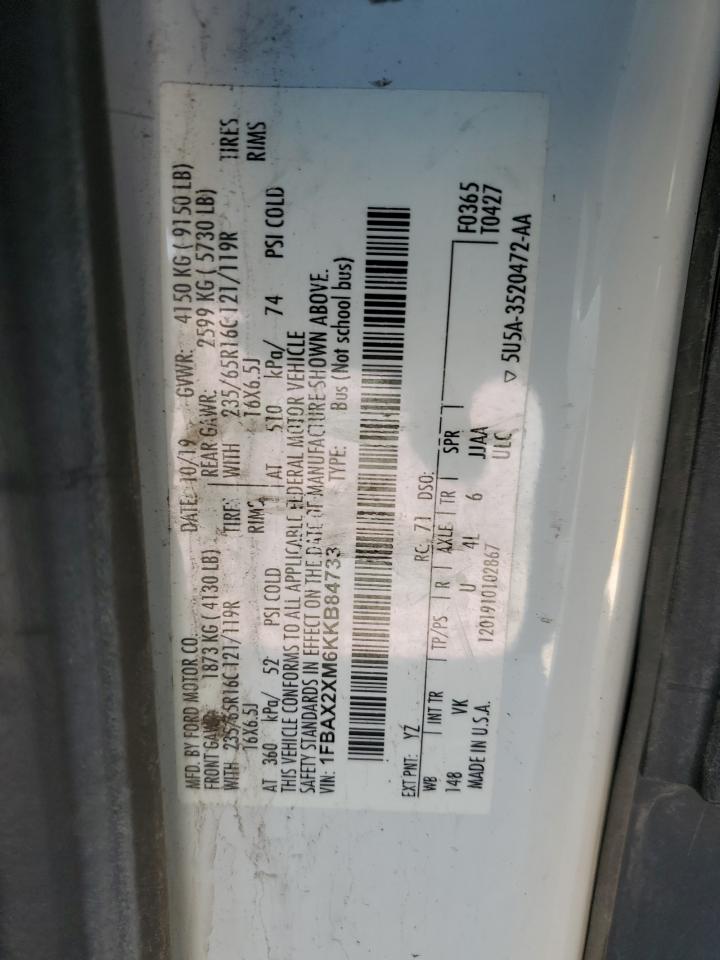 MFD. BY FORD MOTOR CO. DATE: 10/19 GVWR: 4150 KG ( 9150 LB)
FRONT GAWR: 1873 KG ( 4130 LB) REAR GAWR: 2599 KG ( 5730 LB)
WITH 235/65R16C 121/119R TIRES WITH 235/65R16C 121/119R TIRES
16X6.5J RIMS 16X6.5J RIMS
AT 360 kPa/ 52 PSI COLD AT 510 kPa/ 74 PSI COLD
THIS VEHICLE CONFORMS TO ALL APPLICABLE FEDERAL MOTOR VEHICLE
SAFETY STANDARDS IN EFFECT ON THE DATE OF MANUFACTURE SHOWN ABOVE.
VIN: 1FBAX2XM6KKB84733 TYPE: Bus (Not school bus)
EXT PNT: YZ RC: 71 DSO: F0365
WB INT TR TP/PS R AXLE TR SPR T0427
148 VK U 4L 6 JJAA
MADE IN U.S.A. 1201910102867 ULC
▽ 5U5A-3520472-AA